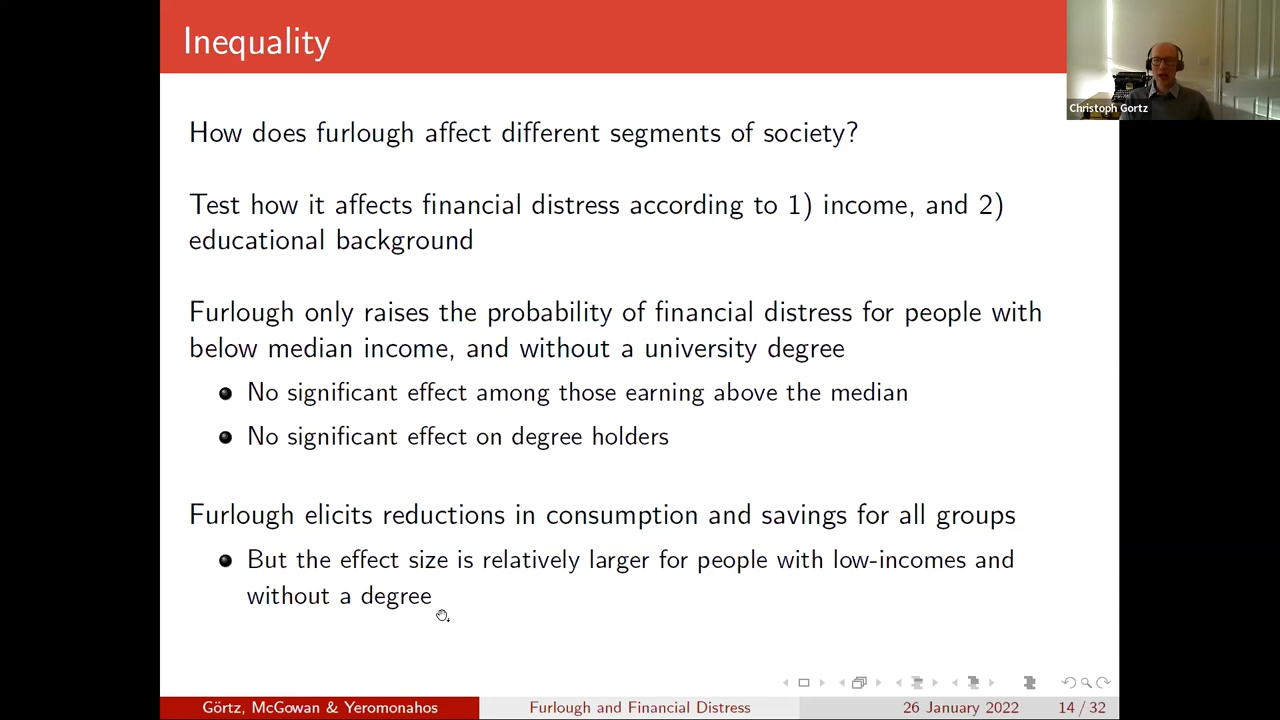 Inequality
Christoph Gortz
How does furlough affect different segments of society?
Test how it affects financial distress according to 1) income, and 2)
educational background
Furlough only raises the probability of financial distress for people with
below median income, and without a university degree
No significant effect among those earning above the median
No significant effect on degree holders
Furlough elicits reductions in consumption and savings for all groups
But the effect size is relatively larger for people with low-incomes and
without a degree
Görtz, McGowan & Yeromonahos
Furlough and Financial Distress
26 January 2022
14 / 32